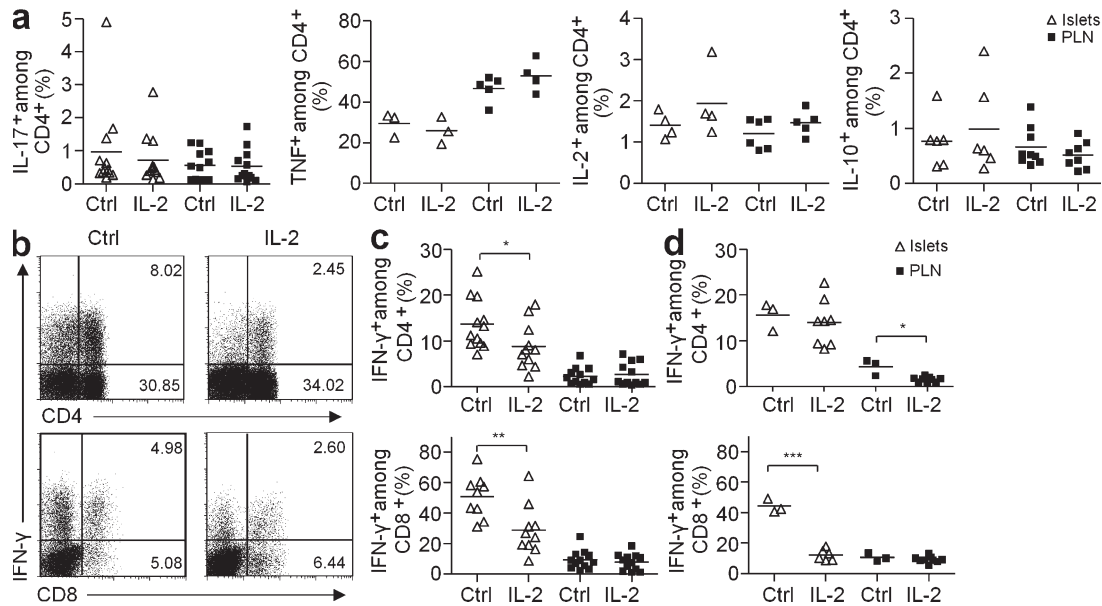 a
IL-17+ among
CD4+ (%)
5
4
3
2
1
0
Ctrl IL-2 Ctrl IL-2
TNF+ among CD4+
(%)
80
60
40
20
0
Ctrl IL-2 Ctrl IL-2
IL-2+ among CD4+
(%)
4
3
2
1
0
Ctrl IL-2 Ctrl IL-2
IL-10+ among CD4+
(%)
3
2
1
0
Ctrl IL-2 Ctrl IL-2
△ Islets
■ PLN
b
Ctrl IL-2
8.02
30.85
2.45
34.02
CD4
4.98
5.08
2.60
6.44
CD8
IFN-γ
c
IFN-γ+ among
CD4+ (%)
30
20
10
0
*
Ctrl IL-2 Ctrl IL-2
IFN-γ+ among
CD8+ (%)
80
60
40
20
0
**
Ctrl IL-2 Ctrl IL-2
d
△ Islets
■ PLN
IFN-γ+ among
CD4+ (%)
30
20
10
0
*
Ctrl IL-2 Ctrl IL-2
IFN-γ+ among
CD8+ (%)
80
60
40
20
0
***
Ctrl IL-2 Ctrl IL-2